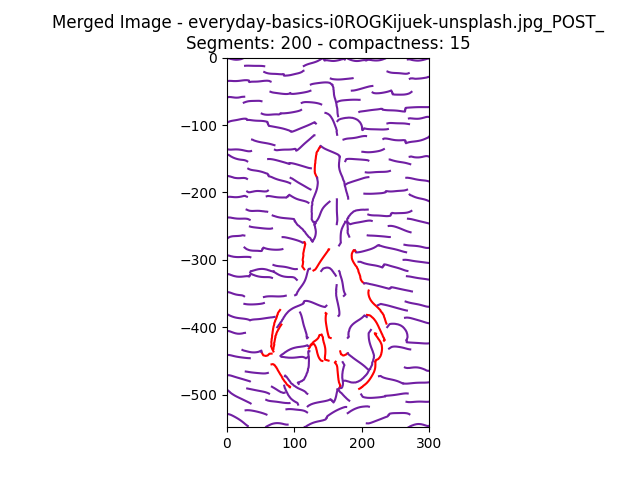 Merged Image - everyday-basics-i0ROGKijuek-unsplash.jpg_POST_
Segments: 200 - compactness: 15
0
−100
−200
−300
−400
−500
0 100 200 300